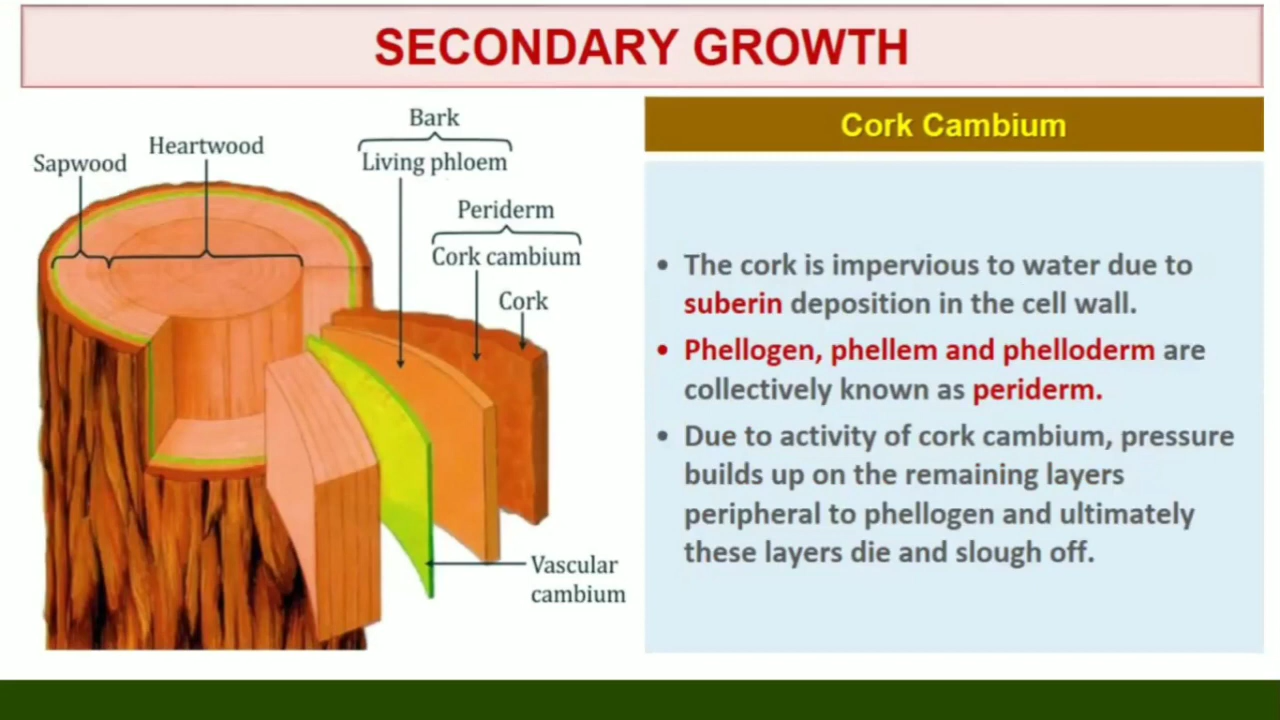 SECONDARY GROWTH
Bark
Heartwood
Sapwood
Living phloem
Periderm
Cork cambium
Cork
Vascular
cambium
Cork Cambium
• The cork is impervious to water due to
suberin deposition in the cell wall.
• Phellogen, phellem and phelloderm are
collectively known as periderm.
• Due to activity of cork cambium, pressure
builds up on the remaining layers
peripheral to phellogen and ultimately
these layers die and slough off.